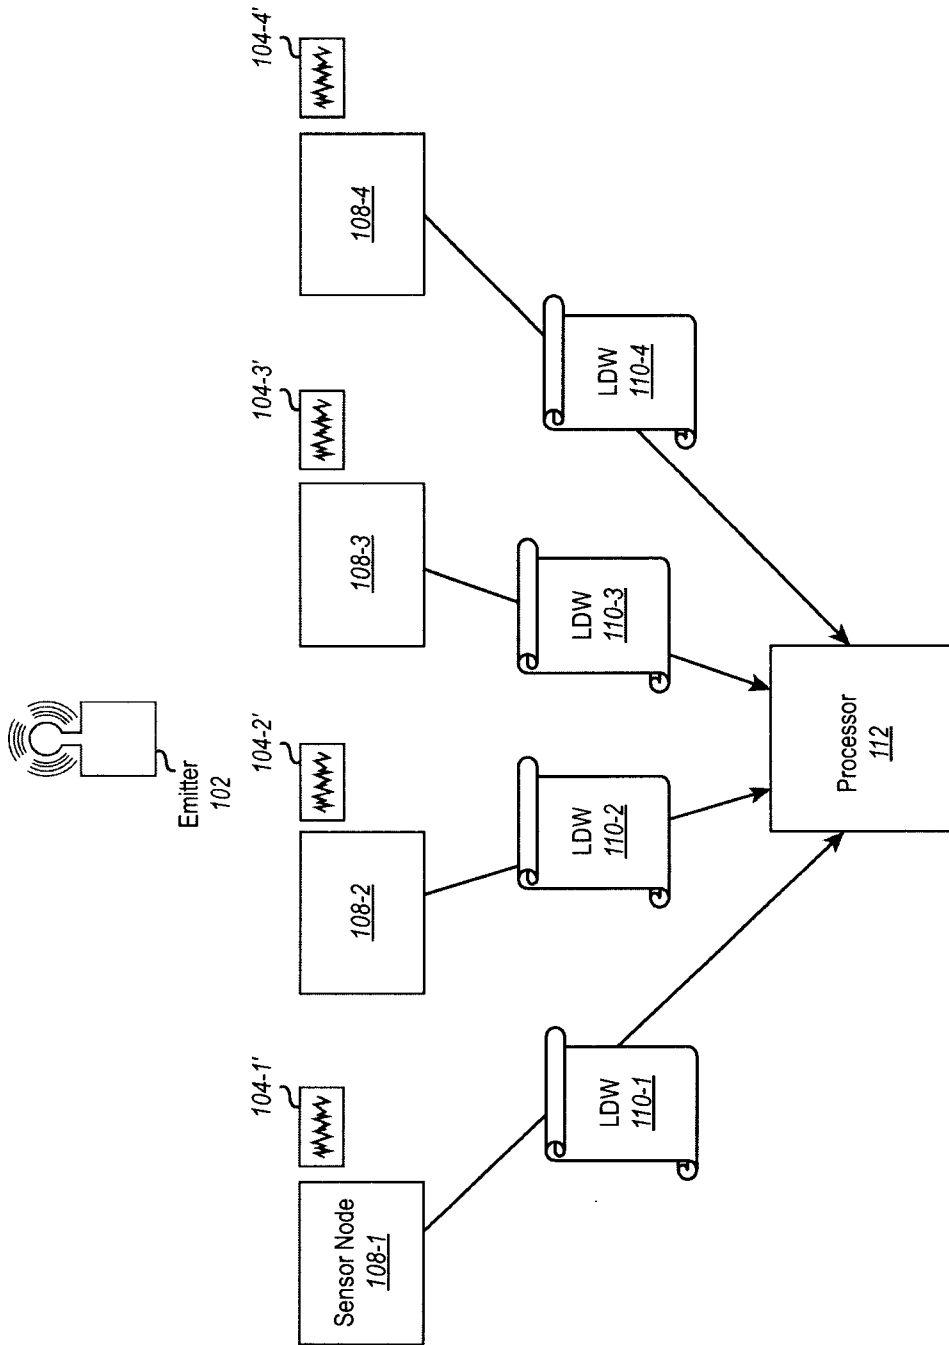 Emitter
102
104-1'
104-2'
104-3'
104-4'
Sensor Node
108-1
108-2
108-3
108-4
LDW
110-1
LDW
110-2
LDW
110-3
LDW
110-4
Processor
112